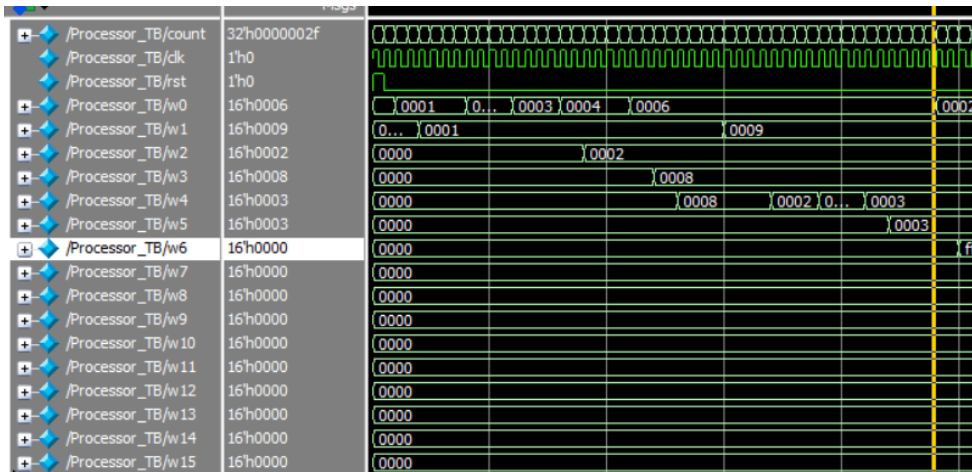 Msgs
/Processor_TB/count 32'h0000002f
/Processor_TB/clk 1'h0
/Processor_TB/rst 1'h0
/Processor_TB/w0 16'h0006 0001 0... 0003 0004 0006 0002
/Processor_TB/w1 16'h0009 0... 0001 0009
/Processor_TB/w2 16'h0002 0000 0002
/Processor_TB/w3 16'h0008 0000 0008
/Processor_TB/w4 16'h0003 0000 0008 0002 0... 0003
/Processor_TB/w5 16'h0003 0000 0003
/Processor_TB/w6 16'h0000 0000
/Processor_TB/w7 16'h0000 0000
/Processor_TB/w8 16'h0000 0000
/Processor_TB/w9 16'h0000 0000
/Processor_TB/w10 16'h0000 0000
/Processor_TB/w11 16'h0000 0000
/Processor_TB/w12 16'h0000 0000
/Processor_TB/w13 16'h0000 0000
/Processor_TB/w14 16'h0000 0000
/Processor_TB/w15 16'h0000 0000